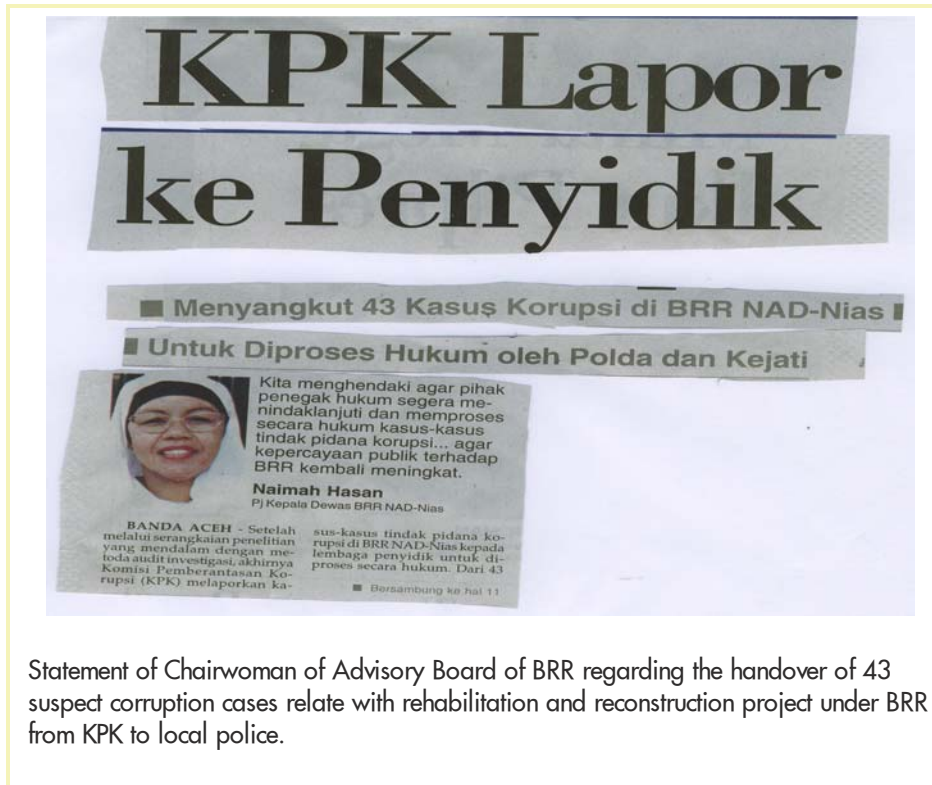 KPK Lapor
ke Penyidik
■ Menyangkut 43 Kasus Korupsi di BRR NAD-Nias
■ Untuk Diproses Hukum oleh Polda dan Kejati
Kita menghendaki agar pihak
penegak hukum segera me-
nindaklanjuti dan memproses
secara hukum kasus-kasus
tindak pidana korupsi... agar
kepercayaan publik terhadap
BRR kembali meningkat.
Naimah Hasan
Pj Kepala Dewas BRR NAD-Nias
BANDA ACEH - Setelah
melalui serangkaian penelitian
yang mendalam dengan me-
toda audit investigasi, akhirnya
Komisi Pemberantasan Ko-
rupsi (KPK) melaporkan ka-
sus-kasus tindak pidana ko-
rupsi di BRR NAD-Nias kepada
lembaga penyidik untuk di-
proses secara hukum. Dari 43
■ Bersambung ke hal 11
Statement of Chairwoman of Advisory Board of BRR regarding the handover of 43
suspect corruption cases relate with rehabilitation and reconstruction project under BRR
from KPK to local police.